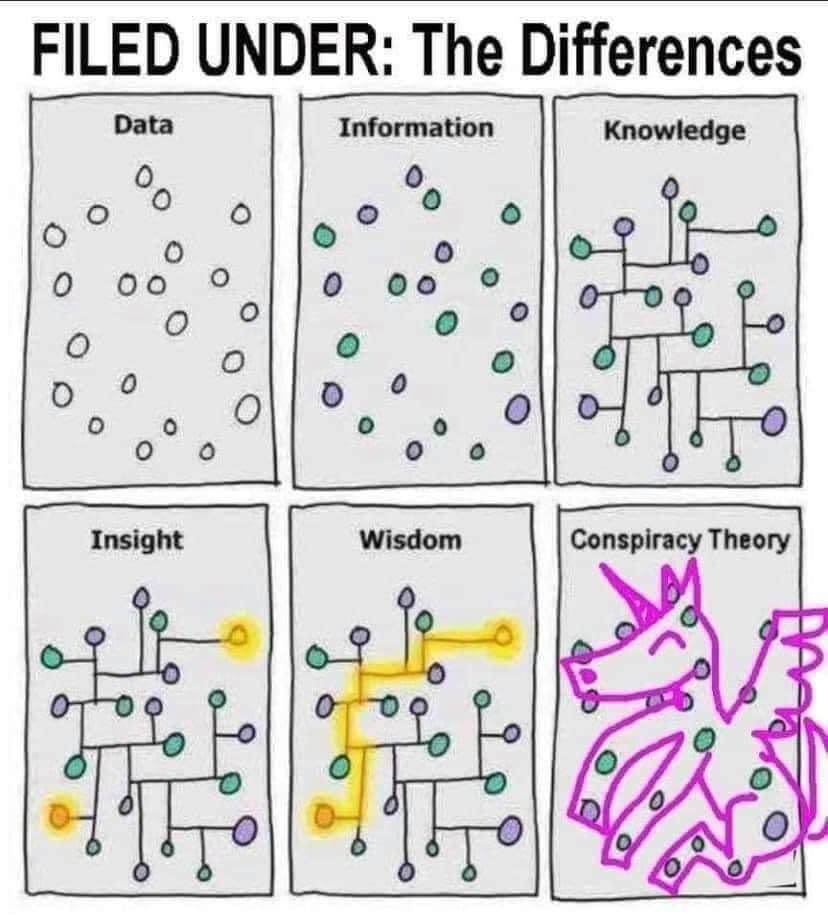 FILED UNDER: The Differences
Data
Information
Knowledge
Insight
Wisdom
Conspiracy Theory